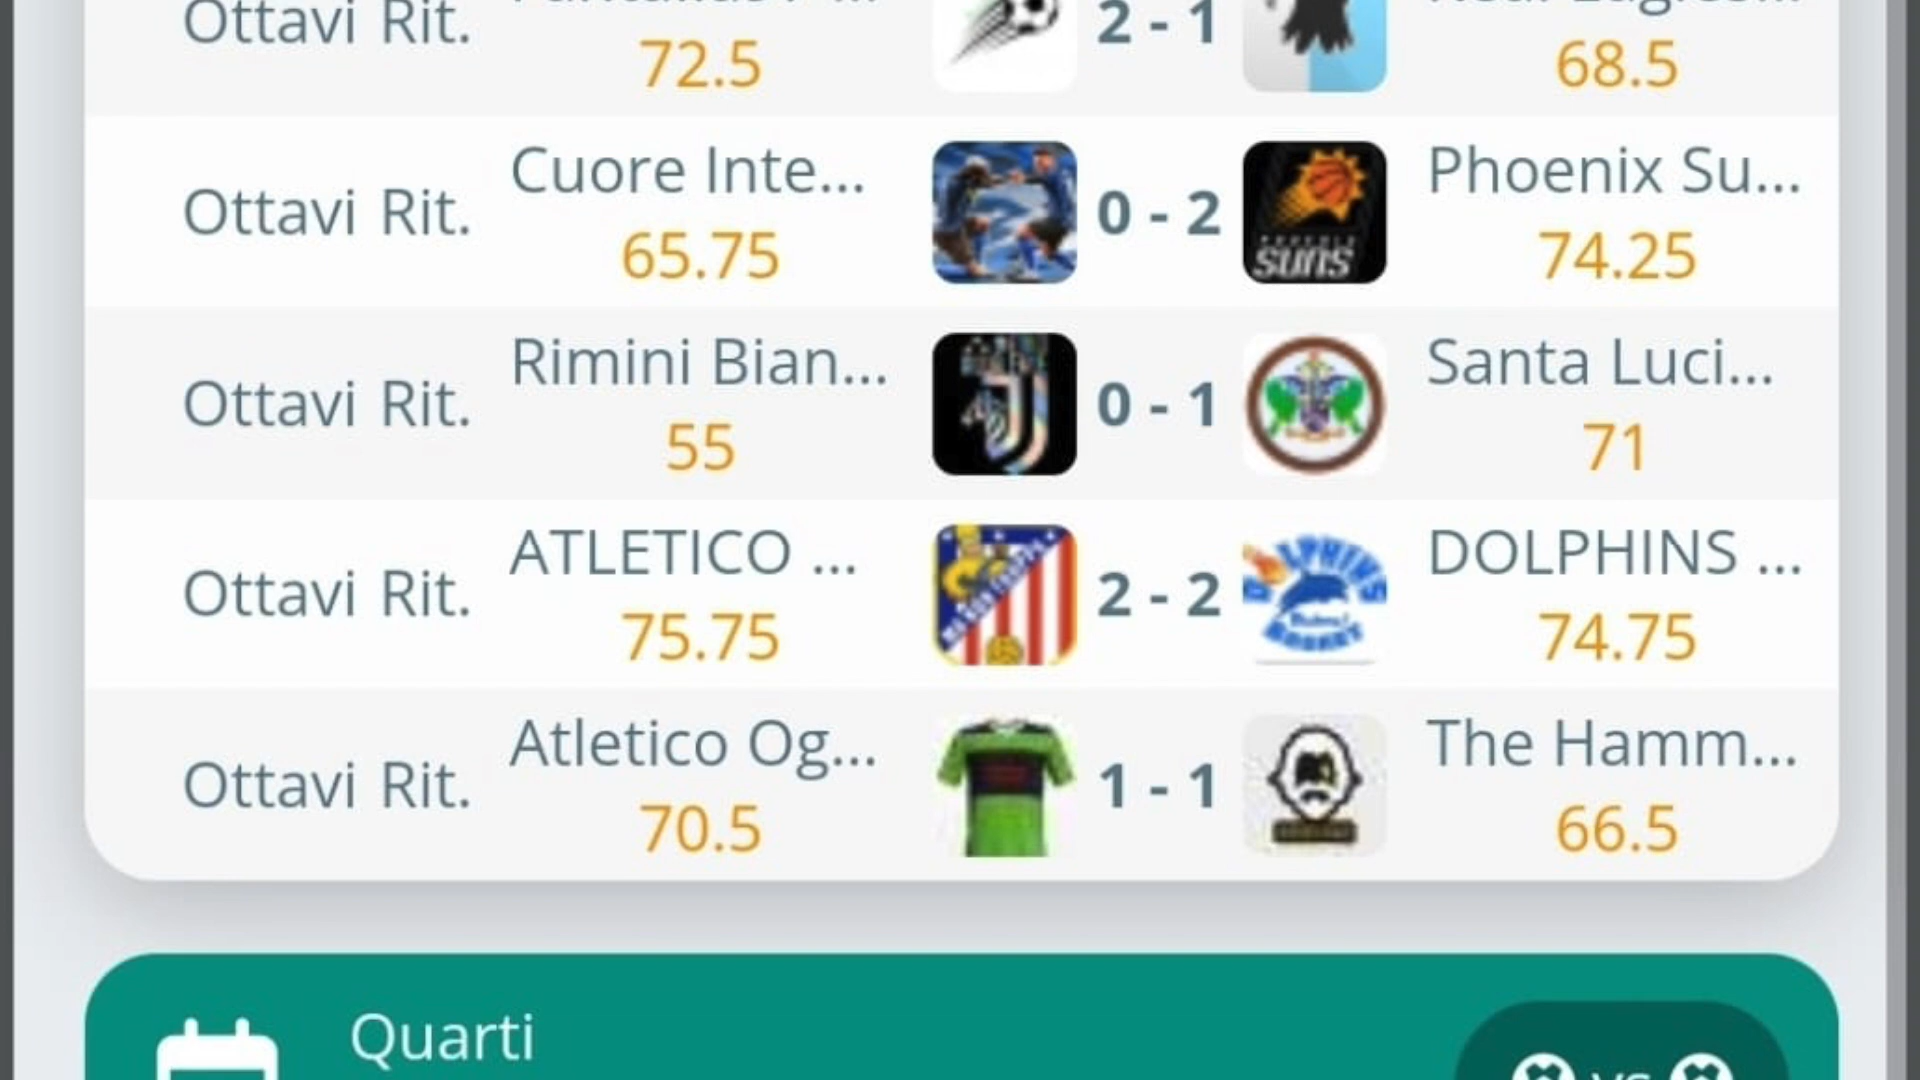 Ottavi Rit.
2 - 1
72.5
68.5
Cuore Inte...
Phoenix Su...
Ottavi Rit.
0 - 2
65.75
74.25
SUNS
Rimini Bian...
Santa Luci...
Ottavi Rit.
0 - 1
55
71
ATLETICO ...
DOLPHINS ...
Ottavi Rit.
2 - 2
75.75
74.75
Atletico Og...
The Hamm...
Ottavi Rit.
1 - 1
70.5
66.5
Quarti
vs